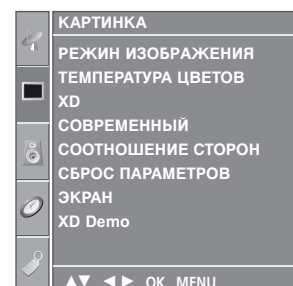 КАРТИНКА
РЕЖИН ИЗОБРАЖЕНИЯ
ТЕМПЕРАТУРА ЦВЕТОВ
XD
СОВРЕМЕННЫЙ
СООТНОШЕНИЕ СТОРОН
СБРОС ПАРАМЕТРОВ
ЭКРАН
XD Demo
▲▼ ◄► OK MENU